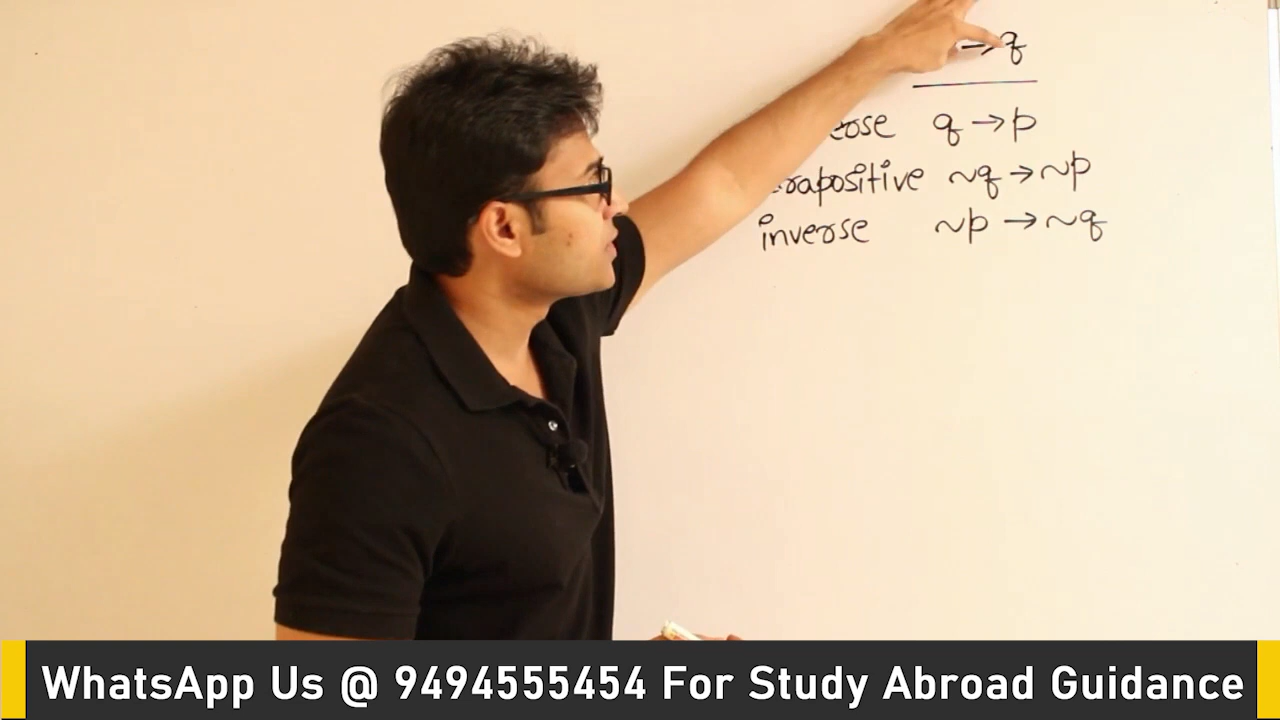 → q
q → p
~q → ~p
inverse ~p → ~q
WhatsApp Us @ 9494555454 For Study Abroad Guidance